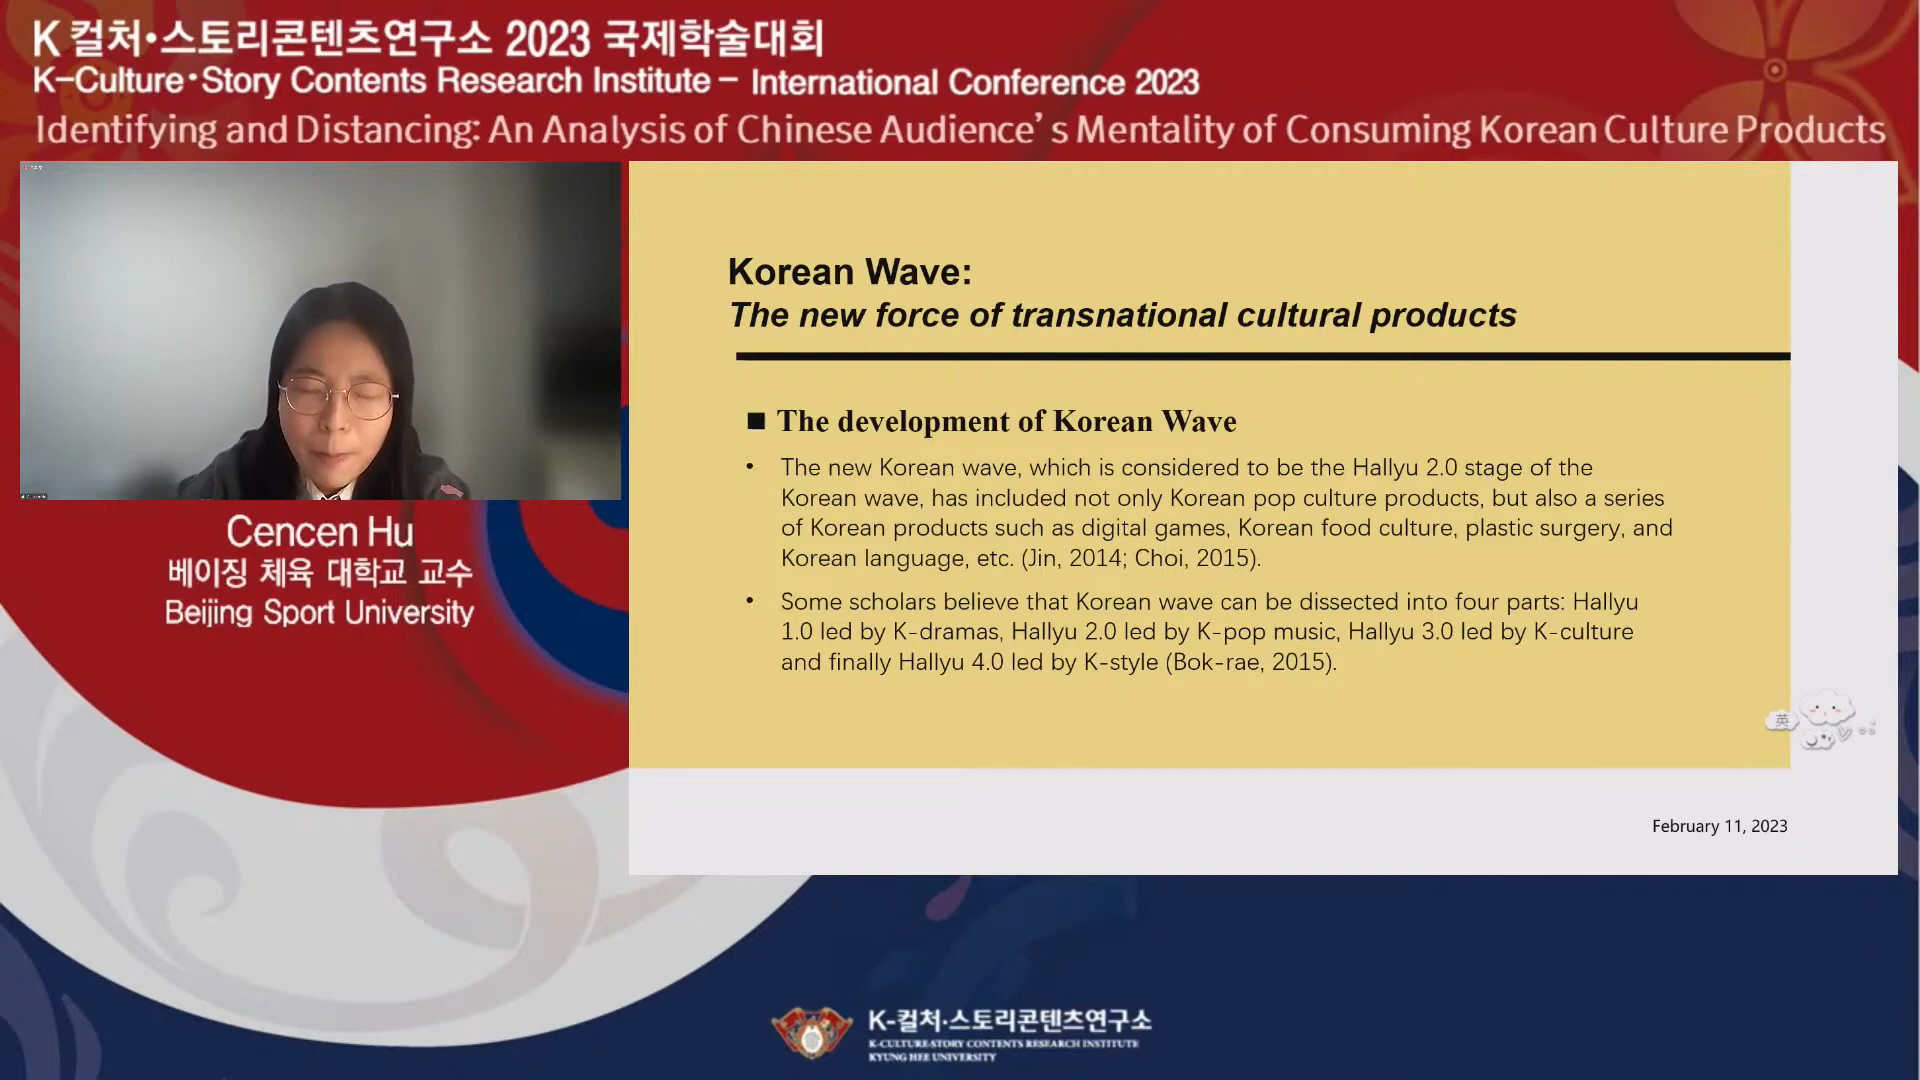 K 컬처•스토리콘텐츠연구소 2023 국제학술대회
K-Culture•Story Contents Research Institute - International Conference 2023
Identifying and Distancing: An Analysis of Chinese Audience's Mentality of Consuming Korean Culture Products
Cencen Hu
베이징 체육 대학교 교수
Beijing Sport University
Korean Wave:
The new force of transnational cultural products
■ The development of Korean Wave
• The new Korean wave, which is considered to be the Hallyu 2.0 stage of the
Korean wave, has included not only Korean pop culture products, but also a series
of Korean products such as digital games, Korean food culture, plastic surgery, and
Korean language, etc. (Jin, 2014; Choi, 2015).
• Some scholars believe that Korean wave can be dissected into four parts: Hallyu
1.0 led by K-dramas, Hallyu 2.0 led by K-pop music, Hallyu 3.0 led by K-culture
and finally Hallyu 4.0 led by K-style (Bok-rae, 2015).
英
February 11, 2023
K-컬처•스토리콘텐츠연구소
K-CULTURE•STORY CONTENTS RESEARCH INSTITUTE
KYUNG HEE UNIVERSITY